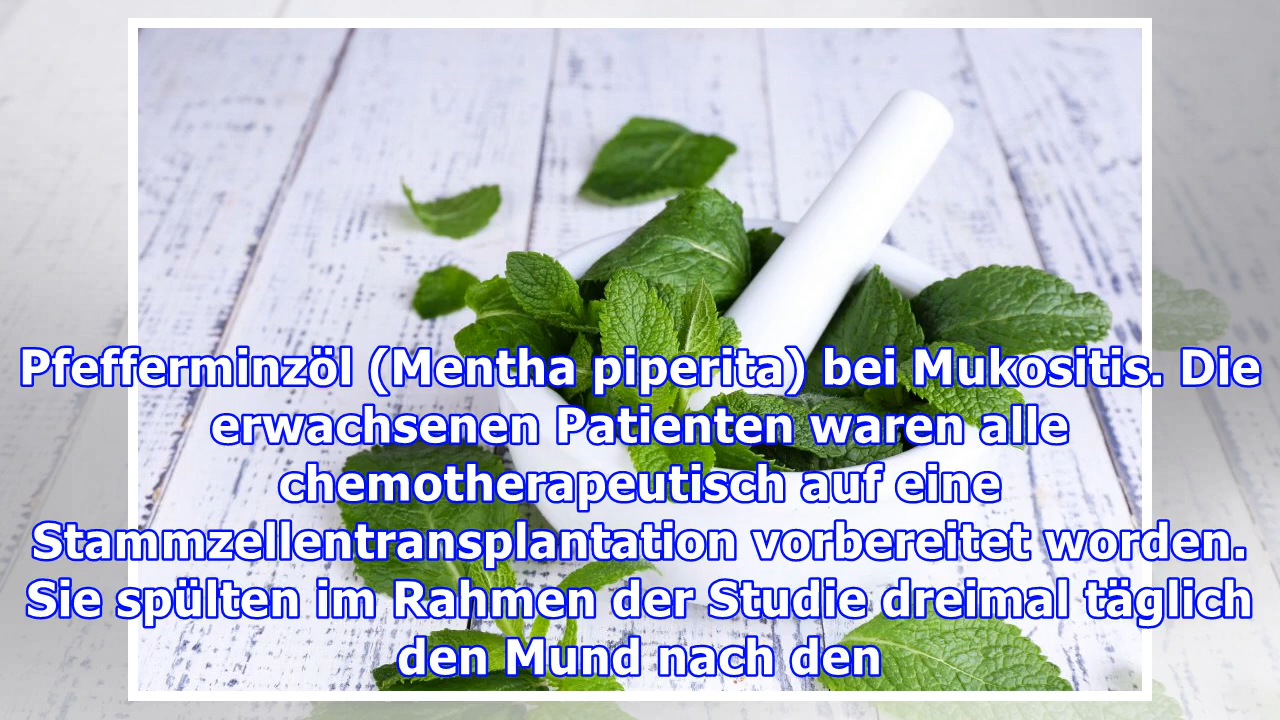 Pfefferminzöl (Mentha piperita) bei Mukositis. Die
erwachsenen Patienten waren alle
chemotherapeutisch auf eine
Stammzellentransplantation vorbereitet worden.
Sie spülten im Rahmen der Studie dreimal täglich
den Mund nach den